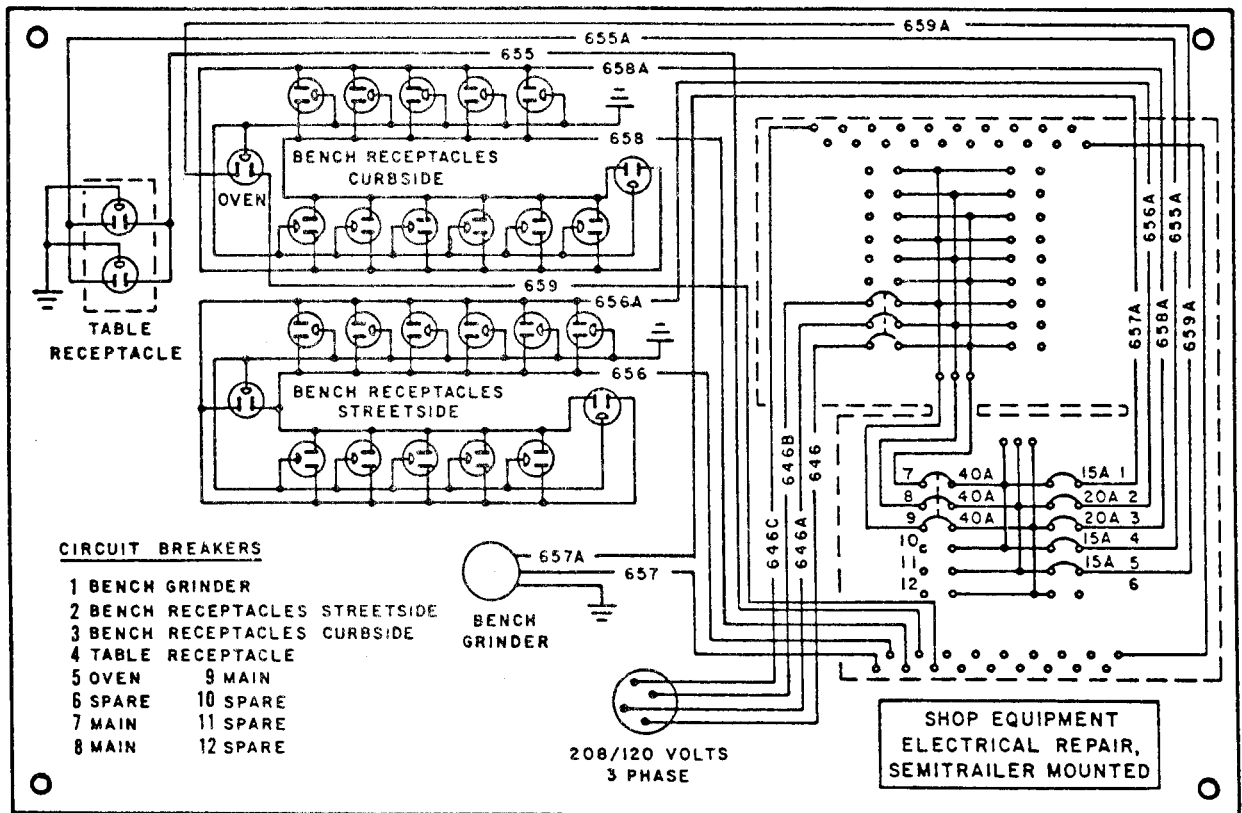 659A
655A
655
658A
658
BENCH RECEPTACLES
CURBSIDE
OVEN
659
656A
TABLE
RECEPTACLE
656
BENCH RECEPTACLES
STREETSIDE
656A
655A
657A
658A
659A
646B
646
646C
646A
7 40A 15A 1
8 40A 20A 2
9 40A 20A 3
10 15A 4
11 15A 5
12 6
657A
657
BENCH
GRINDER
CIRCUIT BREAKERS
1 BENCH GRINDER
2 BENCH RECEPTACLES STREETSIDE
3 BENCH RECEPTACLES CURBSIDE
4 TABLE RECEPTACLE
5 OVEN 9 MAIN
6 SPARE 10 SPARE
7 MAIN 11 SPARE
8 MAIN 12 SPARE
208/120 VOLTS
3 PHASE
SHOP EQUIPMENT
ELECTRICAL REPAIR,
SEMITRAILER MOUNTED